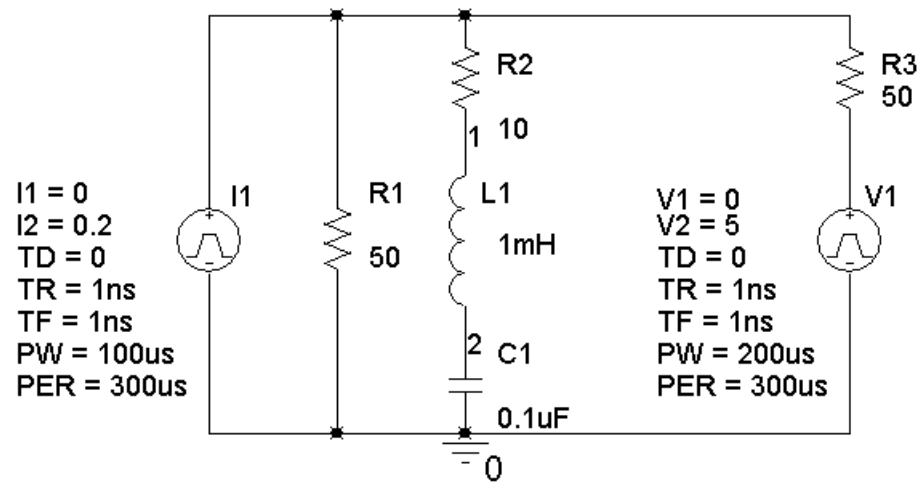 R2
10
1
R3
50
I1 = 0
I2 = 0.2
TD = 0
TR = 1ns
TF = 1ns
PW = 100us
PER = 300us
I1
R1
50
L1
1mH
2
C1
0.1uF
0
V1 = 0
V2 = 5
TD = 0
TR = 1ns
TF = 1ns
PW = 200us
PER = 300us
V1